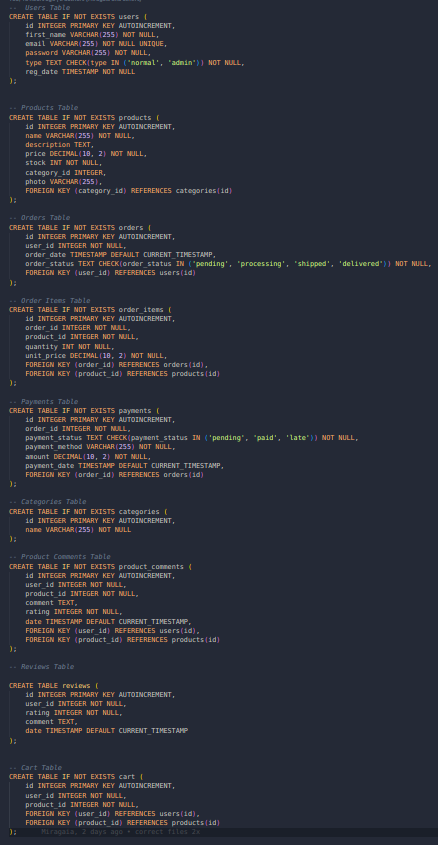 -- Users Table
CREATE TABLE IF NOT EXISTS users (
id INTEGER PRIMARY KEY AUTOINCREMENT,
first_name VARCHAR(255) NOT NULL,
email VARCHAR(255) NOT NULL UNIQUE,
password VARCHAR(255) NOT NULL,
type TEXT CHECK(type IN ('normal', 'admin')) NOT NULL,
reg_date TIMESTAMP NOT NULL
);
-- Products Table
CREATE TABLE IF NOT EXISTS products (
id INTEGER PRIMARY KEY AUTOINCREMENT,
name VARCHAR(255) NOT NULL,
description TEXT,
price DECIMAL(10, 2) NOT NULL,
stock INT NOT NULL,
category_id INTEGER,
photo VARCHAR(255),
FOREIGN KEY (category_id) REFERENCES categories(id)
);
-- Orders Table
CREATE TABLE IF NOT EXISTS orders (
id INTEGER PRIMARY KEY AUTOINCREMENT,
user_id INTEGER NOT NULL,
order_date TIMESTAMP DEFAULT CURRENT_TIMESTAMP,
order_status TEXT CHECK(order_status IN ('pending', 'processing', 'shipped', 'delivered')) NOT NULL,
FOREIGN KEY (user_id) REFERENCES users(id)
);
-- Order Items Table
CREATE TABLE IF NOT EXISTS order_items (
id INTEGER PRIMARY KEY AUTOINCREMENT,
order_id INTEGER NOT NULL,
product_id INTEGER NOT NULL,
quantity INT NOT NULL,
unit_price DECIMAL(10, 2) NOT NULL,
FOREIGN KEY (order_id) REFERENCES orders(id),
FOREIGN KEY (product_id) REFERENCES products(id)
);
-- Payments Table
CREATE TABLE IF NOT EXISTS payments (
id INTEGER PRIMARY KEY AUTOINCREMENT,
order_id INTEGER NOT NULL,
payment_status TEXT CHECK(payment_status IN ('pending', 'paid', 'late')) NOT NULL,
payment_method VARCHAR(255) NOT NULL,
amount DECIMAL(10, 2) NOT NULL,
payment_date TIMESTAMP DEFAULT CURRENT_TIMESTAMP,
FOREIGN KEY (order_id) REFERENCES orders(id)
);
-- Categories Table
CREATE TABLE IF NOT EXISTS categories (
id INTEGER PRIMARY KEY AUTOINCREMENT,
name VARCHAR(255) NOT NULL
);
-- Product Comments Table
CREATE TABLE IF NOT EXISTS product_comments (
id INTEGER PRIMARY KEY AUTOINCREMENT,
user_id INTEGER NOT NULL,
product_id INTEGER NOT NULL,
comment TEXT,
rating INTEGER NOT NULL,
date TIMESTAMP DEFAULT CURRENT_TIMESTAMP,
FOREIGN KEY (user_id) REFERENCES users(id),
FOREIGN KEY (product_id) REFERENCES products(id)
);
-- Reviews Table
CREATE TABLE reviews (
id INTEGER PRIMARY KEY AUTOINCREMENT,
user_id INTEGER NOT NULL,
rating INTEGER NOT NULL,
comment TEXT,
date TIMESTAMP DEFAULT CURRENT_TIMESTAMP
);
-- Cart Table
CREATE TABLE IF NOT EXISTS cart (
id INTEGER PRIMARY KEY AUTOINCREMENT,
user_id INTEGER NOT NULL,
product_id INTEGER NOT NULL,
FOREIGN KEY (user_id) REFERENCES users(id),
FOREIGN KEY (product_id) REFERENCES products(id)
); Miragaia, 2 days ago • correct files 2x